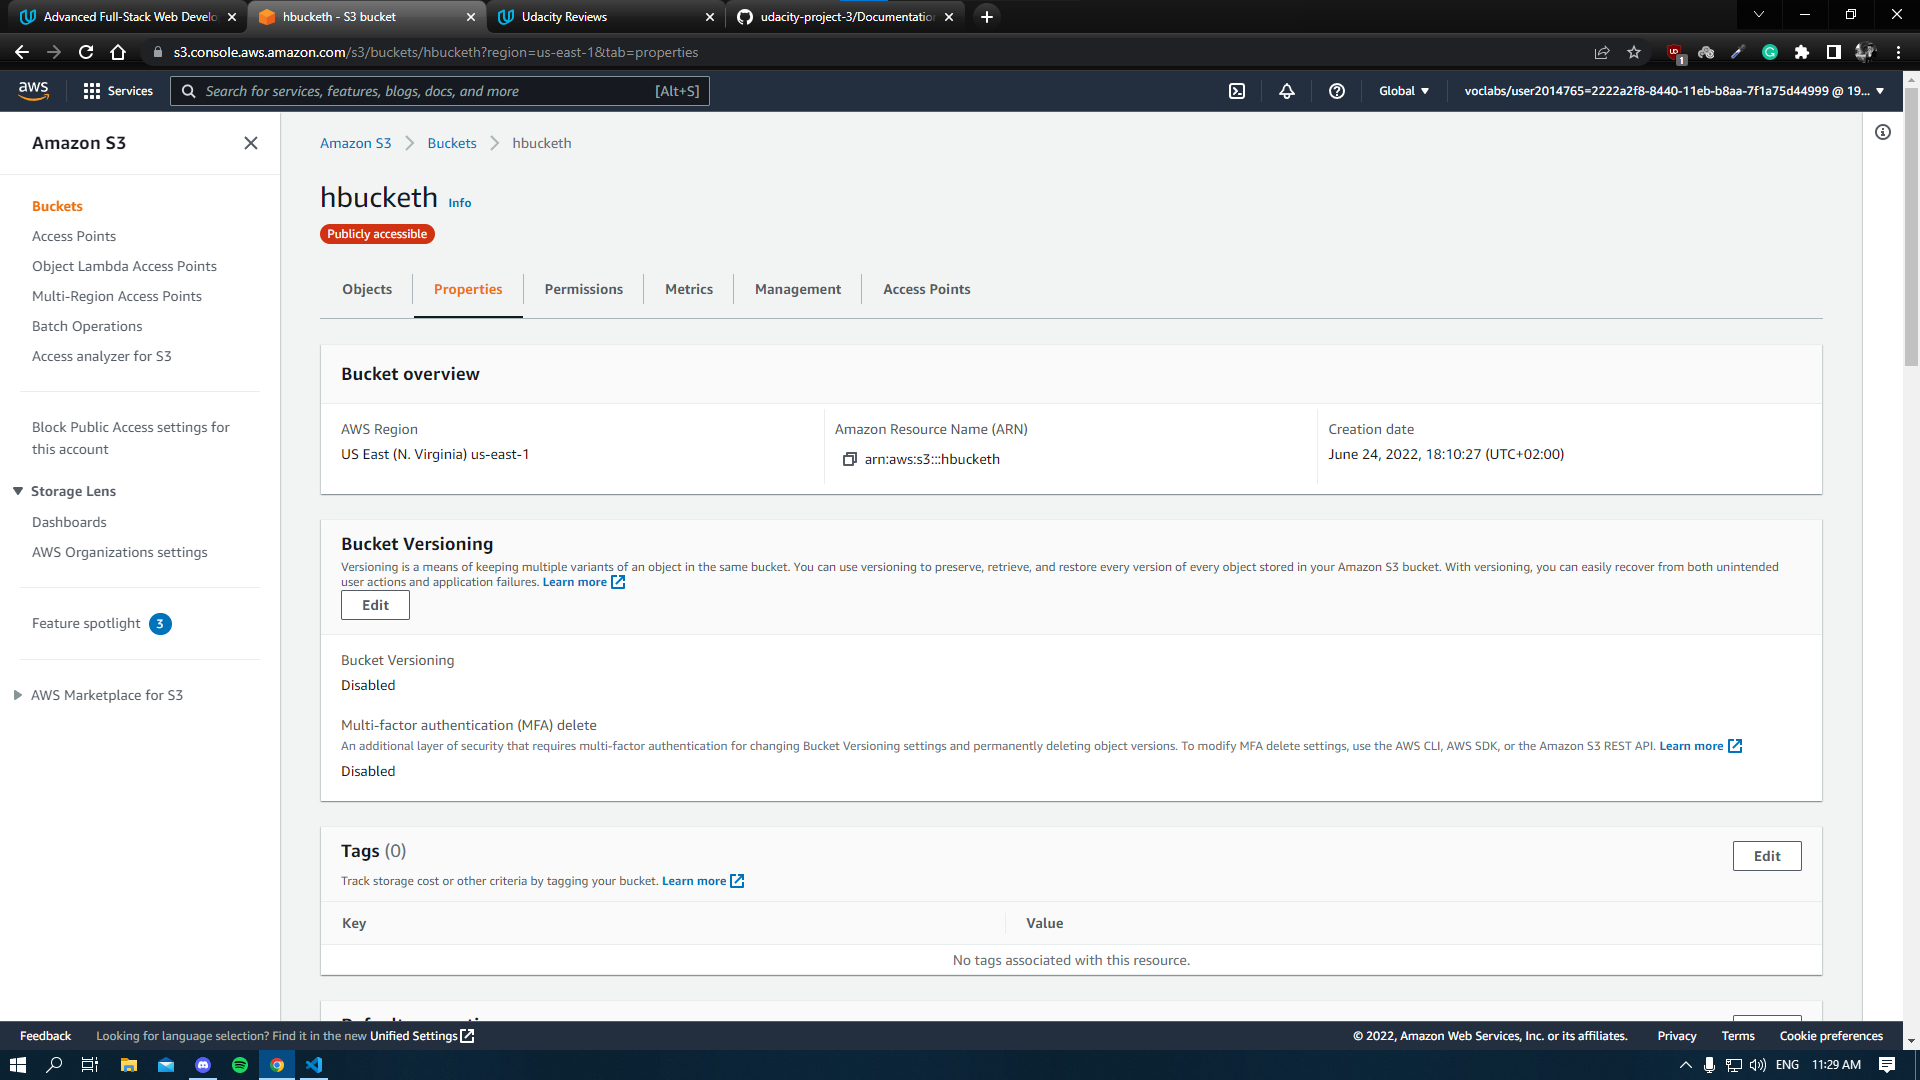 Advanced Full-Stack Web Develo
hbucketh - S3 bucket
Udacity Reviews
udacity-project-3/Documentation
s3.console.aws.amazon.com/s3/buckets/hbucketh?region=us-east-1&tab=properties
1
aws
Services
Search for services, features, blogs, docs, and more
[Alt+S]
Global
voclabs/user2014765=2222a2f8-8440-11eb-b8aa-7f1a75d44999 @ 19...
Amazon S3
Buckets
Access Points
Object Lambda Access Points
Multi-Region Access Points
Batch Operations
Access analyzer for S3
Block Public Access settings for
this account
Storage Lens
Dashboards
AWS Organizations settings
Feature spotlight 3
AWS Marketplace for S3
Amazon S3
Buckets
hbucketh
hbucketh Info
Publicly accessible
Objects
Properties
Permissions
Metrics
Management
Access Points
Bucket overview
AWS Region
US East (N. Virginia) us-east-1
Amazon Resource Name (ARN)
arn:aws:s3:::hbucketh
Creation date
June 24, 2022, 18:10:27 (UTC+02:00)
Bucket Versioning
Versioning is a means of keeping multiple variants of an object in the same bucket. You can use versioning to preserve, retrieve, and restore every version of every object stored in your Amazon S3 bucket. With versioning, you can easily recover from both unintended
user actions and application failures. Learn more
Edit
Bucket Versioning
Disabled
Multi-factor authentication (MFA) delete
An additional layer of security that requires multi-factor authentication for changing Bucket Versioning settings and permanently deleting object versions. To modify MFA delete settings, use the AWS CLI, AWS SDK, or the Amazon S3 REST API. Learn more
Disabled
Tags (0)
Edit
Track storage cost or other criteria by tagging your bucket. Learn more
Key
Value
No tags associated with this resource.
Feedback
Looking for language selection? Find it in the new Unified Settings
© 2022, Amazon Web Services, Inc. or its affiliates.
Privacy
Terms
Cookie preferences
ENG
11:29 AM